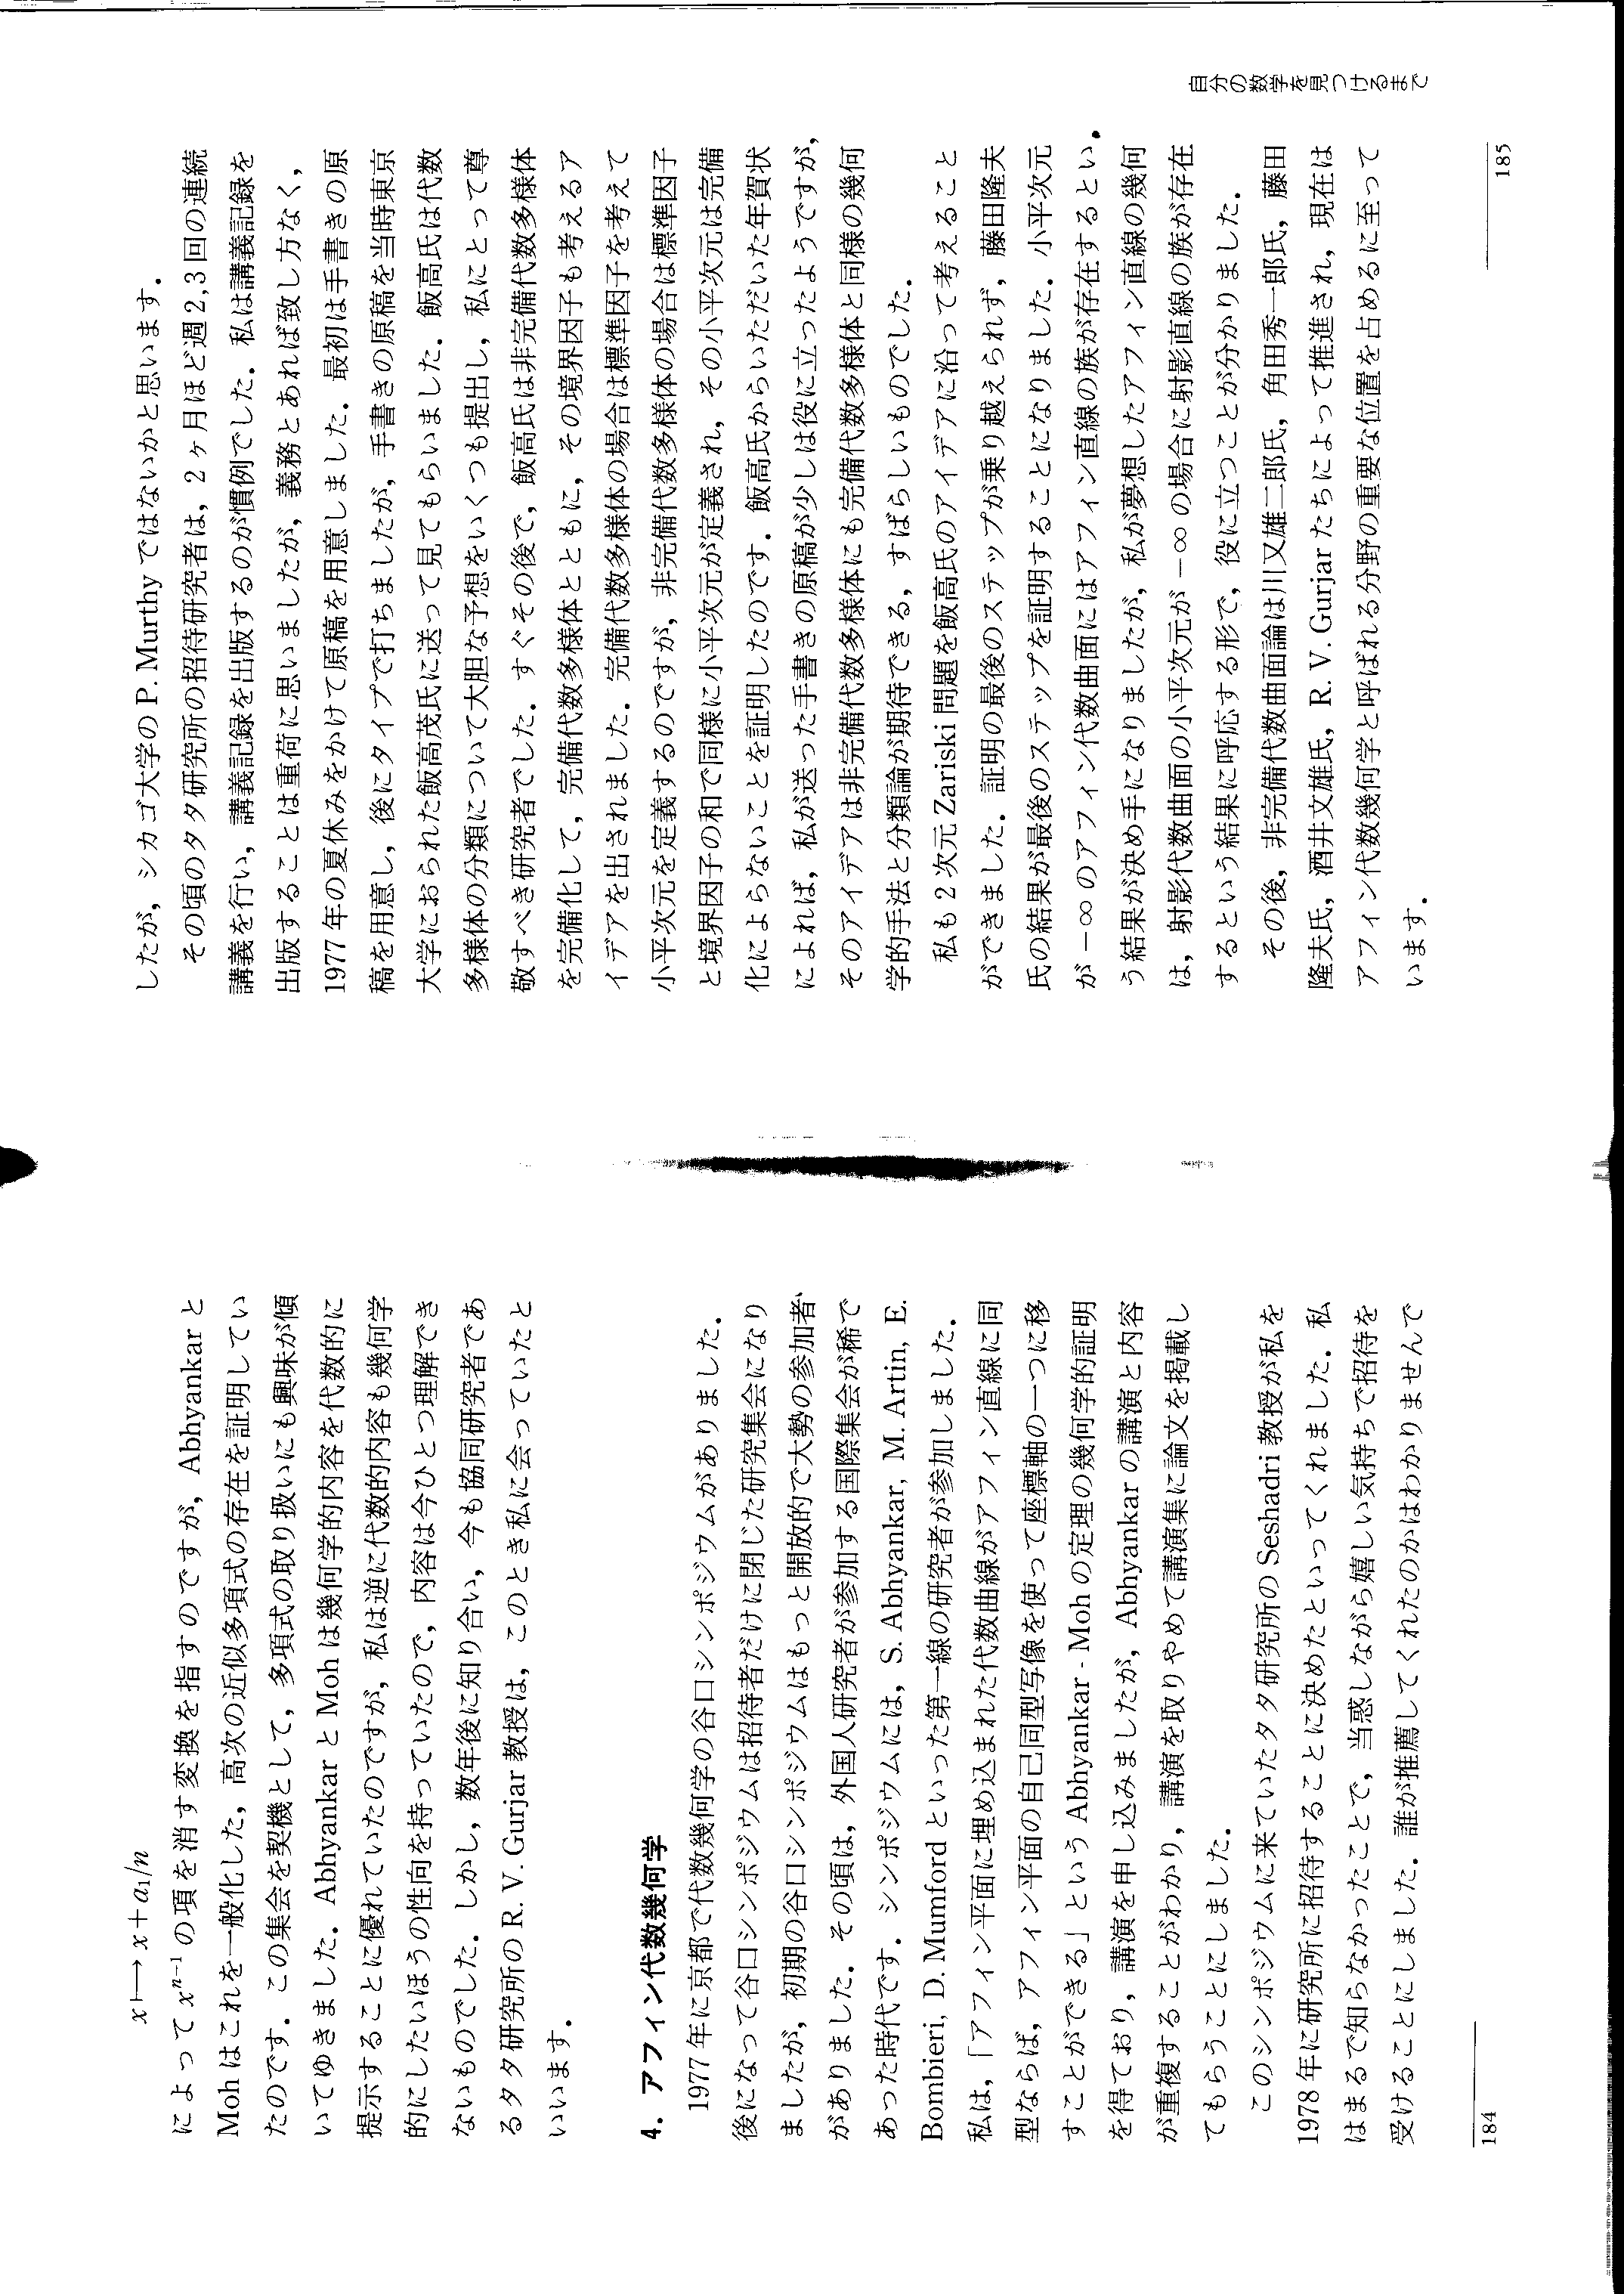 x ⟼ x + a₁/n
によって xⁿ⁻¹ の項を消す変換を指すのですが，Abhyankar と
Moh はこれを一般化した，高次の近似多項式の存在を証明してい
たのです．この集会を契機として，多項式の取り扱いにも興味が傾
いてゆきました．Abhyankar と Moh は幾何学的内容を代数的に
提示することに優れていたのですが，私は逆に代数的内容も幾何学
的にしたいほうの性向を持っていたので，内容は今ひとつ理解でき
ないものでした．しかし，数年後に知り合い，今も協同研究者であ
るタタ研究所の R. V. Gurjar 教授は，このとき私に会っていたと
いいます．
4．アフィン代数幾何学
1977 年に京都で代数幾何学の谷口シンポジウムがありました．
後になって谷口シンポジウムは招待者だけに閉じた研究集会になり
ましたが，初期の谷口シンポジウムはもっと開放的で大勢の参加者
がありました．その頃は，外国人研究者が参加する国際集会が稀で
あった時代です．シンポジウムには，S. Abhyankar, M. Artin, E.
Bombieri, D. Mumford といった第一線の研究者が参加しました．
私は，「アフィン平面に埋め込まれた代数曲線がアフィン直線に同
型ならば，アフィン平面の自己同型写像を使って座標軸の一つに移
すことができる」という Abhyankar - Moh の定理の幾何学的証明
を得ており，講演を申し込みましたが，Abhyankar の講演と内容
が重複することがわかり，講演を取りやめて講演集に論文を掲載し
てもらうことにしました．
このシンポジウムに来ていたタタ研究所の Seshadri 教授が私を
1978 年に研究所に招待することに決めたといってくれました．私
はまるで知らなかったことで，当惑しながら嬉しい気持ちで招待を
受けることにしました．誰が推薦してくれたのかはわかりませんで
184
したが，シカゴ大学の P. Murthy ではないかと思います．
その頃のタタ研究所の招待研究者は，2 ヶ月ほど週 2, 3 回の連続
講義を行い，講義記録を出版するのが慣例でした．私は講義記録を
出版することは重荷に思いましたが，義務とあれば致し方なく，
1977 年の夏休みをかけて原稿を用意しました．最初は手書きの原
稿を用意し，後にタイプで打ちましたが，手書きの原稿を当時東京
大学におられた飯高茂氏に送って見てもらいました．飯高氏は代数
多様体の分類について大胆な予想をいくつも提出し，私にとって尊
敬すべき研究者でした．すぐその後で，飯高氏は非完備代数多様体
を完備化して，完備代数多様体とともに，その境界因子も考えるア
イデアを出されました．完備代数多様体の場合は標準因子を考えて
小平次元を定義するのですが，非完備代数多様体の場合は標準因子
と境界因子の和で同様に小平次元が定義され，その小平次元は完備
化によらないことを証明したのです．飯高氏からいただいた年賀状
によれば，私が送った手書きの原稿が少しは役に立ったようですが，
そのアイデアは非完備代数多様体にも完備代数多様体と同様の幾何
学的手法と分類論が期待できる，すばらしいものでした．
私も 2 次元 Zariski 問題を飯高氏のアイデアに沿って考えること
ができました．証明の最後のステップが乗り越えられず，藤田隆夫
氏の結果が最後のステップを証明することになりました．小平次元
が −∞ のアフィン代数曲面にはアフィン直線の族が存在するとい．
う結果が決め手になりましたが，私が夢想したアフィン直線の幾何
は，射影代数曲面の小平次元が −∞ の場合に射影直線の族が存在
するという結果に呼応する形で，役に立つことが分かりました．
その後，非完備代数曲面論は川又雄二郎氏，角田秀一郎氏，藤田
隆夫氏，酒井文雄氏，R. V. Gurjar たちによって推進され，現在は
アフィン代数幾何学と呼ばれる分野の重要な位置を占めるに至って
います．
自分の数学を見つけるまで
185